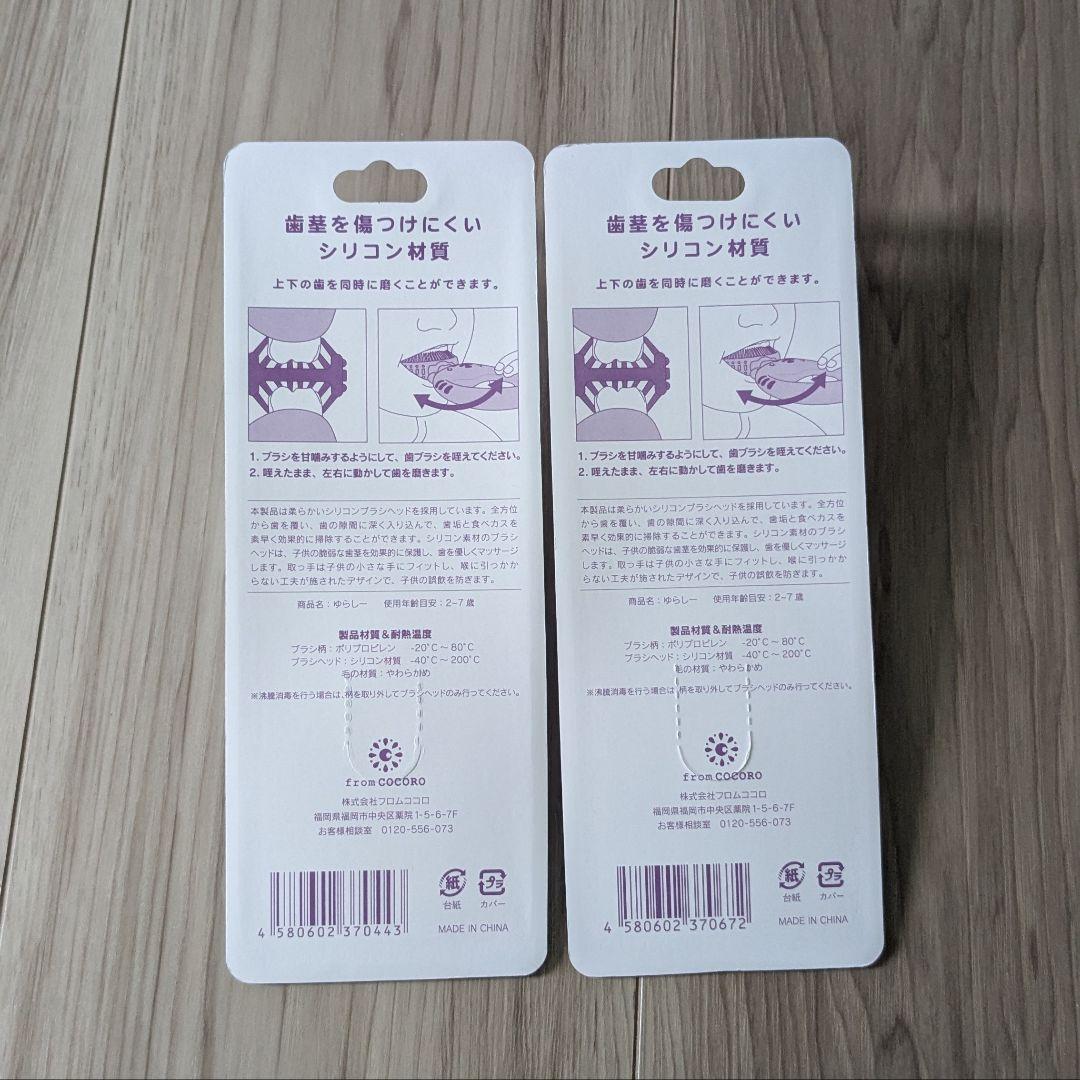 歯茎を傷つけにくい
シリコン材質
上下の歯を同時に磨くことができます。
1. ブラシを甘噛みするようにして、歯ブラシを咥えてください。
2. 咥えたまま、左右に動かして歯を磨きます。
本製品は柔らかいシリコンブラシヘッドを採用しています。全方位
から歯を覆い、歯の隙間に深く入り込んで、歯垢と食べカスを
素早く効果的に掃除することができます。シリコン素材のブラシ
ヘッドは、子供の脆弱な歯茎を効果的に保護し、歯を優しくマッサージ
します。取っ手は子供の小さな手にフィットし、喉に引っかか
らない工夫が施されたデザインで、子供の誤飲を防ぎます。
商品名：ゆらしー 使用年齢目安：2~7歳
製品材質＆耐熱温度
ブラシ柄：ポリプロピレン -20℃～80℃
ブラシヘッド：シリコン材質 -40℃～200℃
毛の材質：やわらかめ
※沸騰消毒を行う場合は、柄を取り外してブラシヘッドのみ行ってください。
from COCORO
株式会社フロムココロ
福岡県福岡市中央区薬院1-5-6-7F
お客様相談室 0120-556-073
紙 プラ
台紙 カバー
4 580602 370443
MADE IN CHINA
歯茎を傷つけにくい
シリコン材質
上下の歯を同時に磨くことができます。
1. ブラシを甘噛みするようにして、歯ブラシを咥えてください。
2. 咥えたまま、左右に動かして歯を磨きます。
本製品は柔らかいシリコンブラシヘッドを採用しています。全方位
から歯を覆い、歯の隙間に深く入り込んで、歯垢と食べカスを
素早く効果的に掃除することができます。シリコン素材のブラシ
ヘッドは、子供の脆弱な歯茎を効果的に保護し、歯を優しくマッサージ
します。取っ手は子供の小さな手にフィットし、喉に引っかか
らない工夫が施されたデザインで、子供の誤飲を防ぎます。
商品名：ゆらしー 使用年齢目安：2~7歳
製品材質＆耐熱温度
ブラシ柄：ポリプロピレン -20℃～80℃
ブラシヘッド：シリコン材質 -40℃～200℃
毛の材質：やわらかめ
※沸騰消毒を行う場合は、柄を取り外してブラシヘッドのみ行ってください。
from COCORO
株式会社フロムココロ
福岡県福岡市中央区薬院1-5-6-7F
お客様相談室 0120-556-073
紙 プラ
台紙 カバー
4 580602 370672
MADE IN CHINA